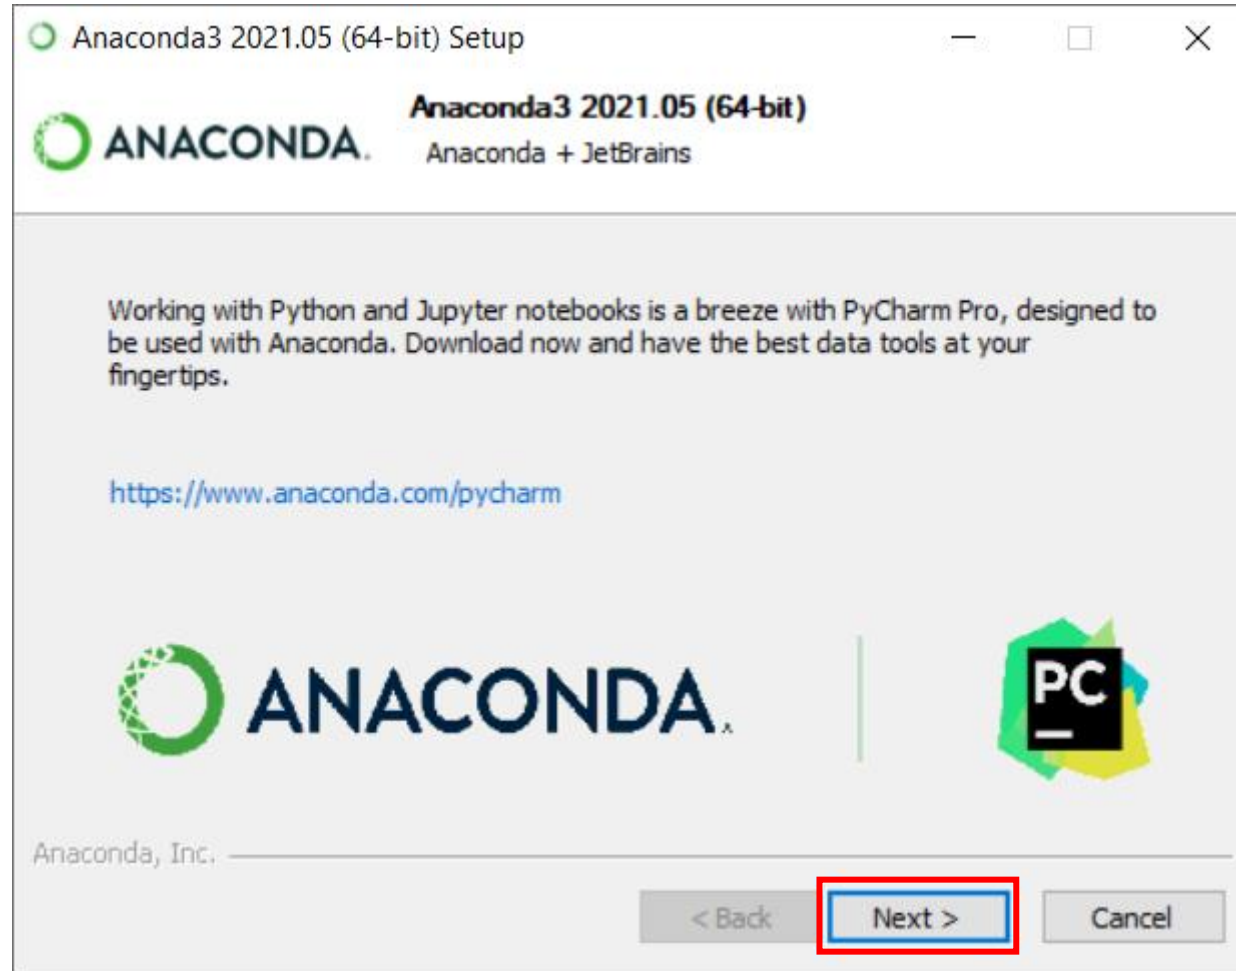 Anaconda3 2021.05 (64-bit) Setup
Anaconda3 2021.05 (64-bit)
ANACONDA.
Anaconda + JetBrains
Working with Python and Jupyter notebooks is a breeze with PyCharm Pro, designed to
be used with Anaconda. Download now and have the best data tools at your
fingertips.
https://www.anaconda.com/pycharm
ANACONDA.
PC
Anaconda, Inc.
< Back
Next >
Cancel